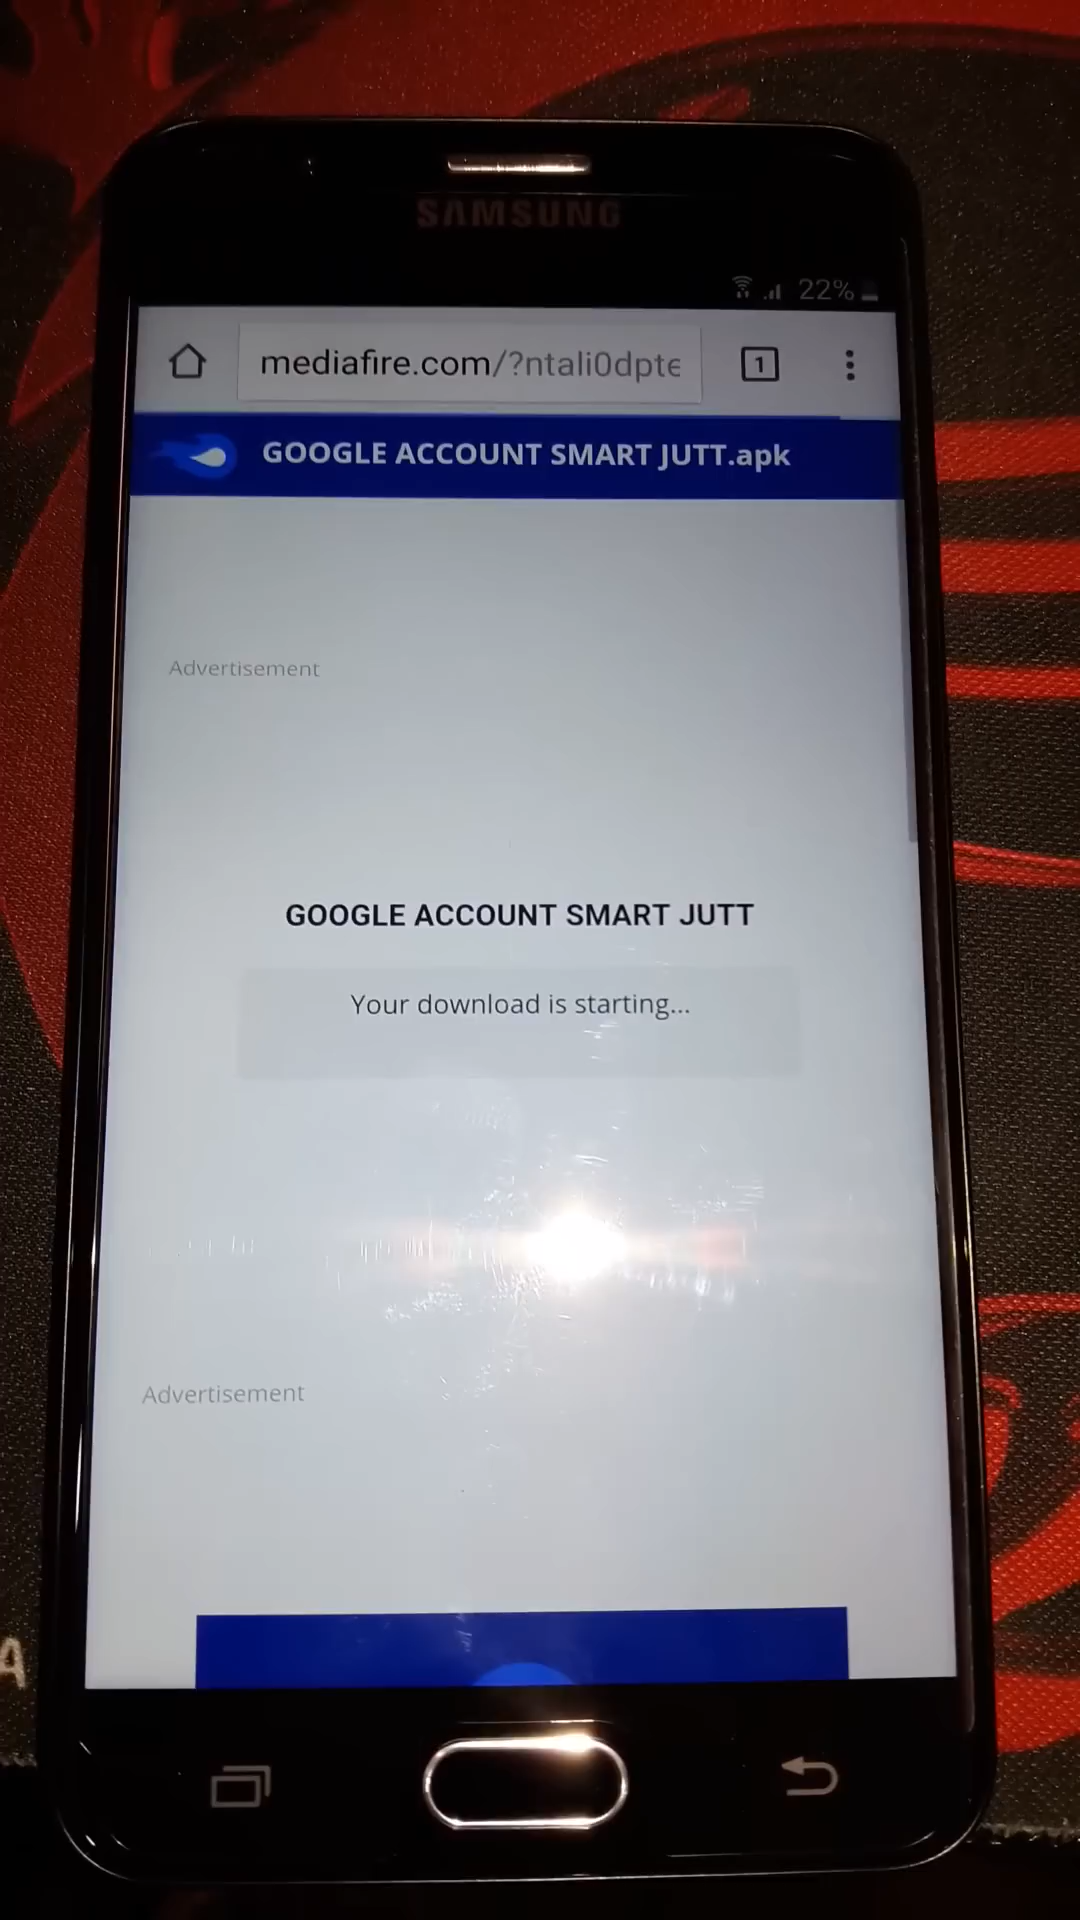 SAMSUNG
22%
mediafire.com/?ntali0dpte
1
GOOGLE ACCOUNT SMART JUTT.apk
Advertisement
GOOGLE ACCOUNT SMART JUTT
Your download is starting...
Advertisement
A